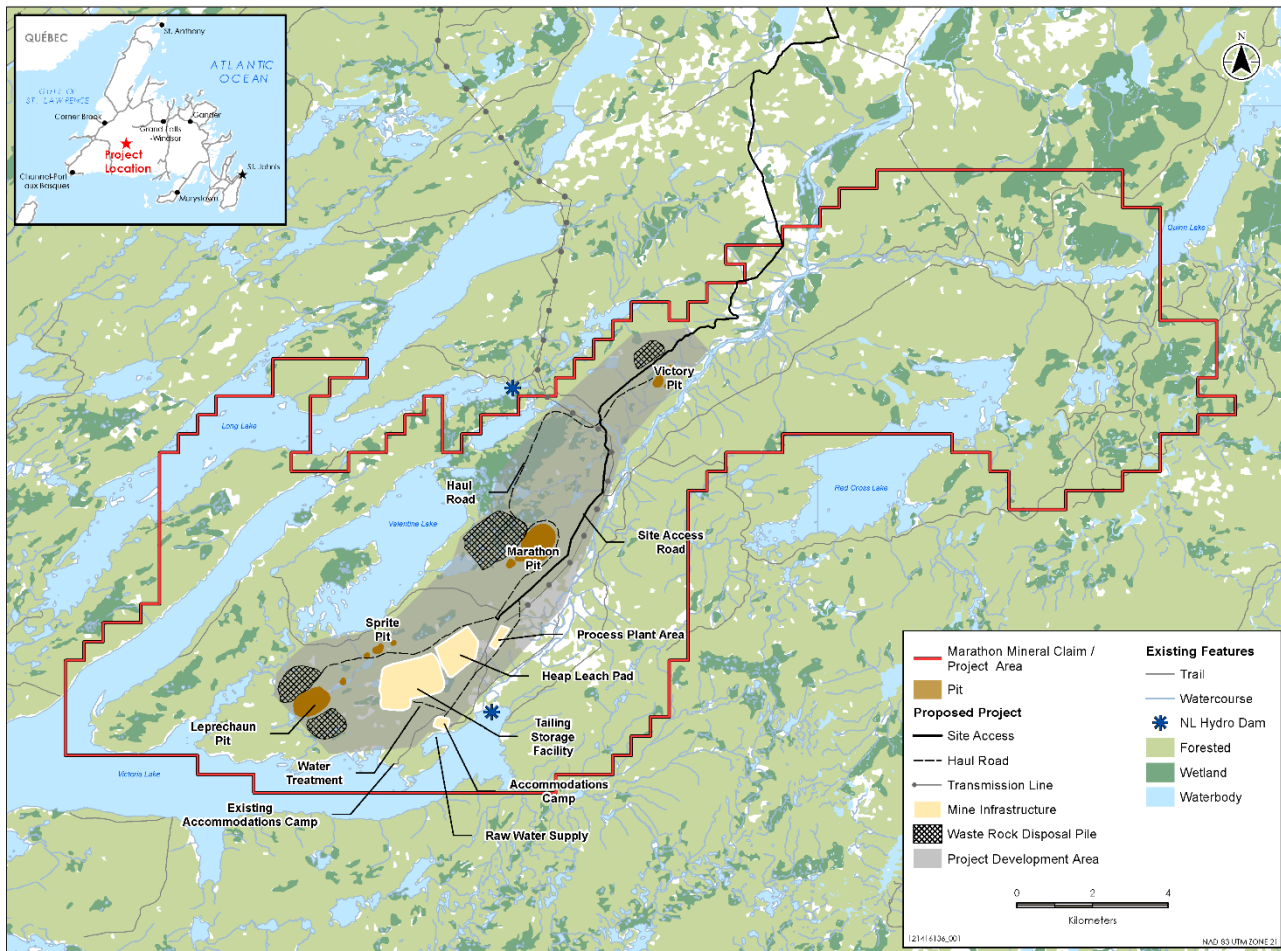 QUÉBEC
St. Anthony
ATLANTIC
OCEAN
GULF OF
ST. LAWRENCE
Corner Brook
Gander
Grand Falls
-Windsor
Project
Location
St. John's
Channel-Port
aux Basques
Marystown
N
Quinn Lake
Victory
Pit
Long Lake
Haul
Road
Red Cross Lake
Valentine Lake
Site Access
Road
Marathon
Pit
Sprite
Pit
Process Plant Area
Heap Leach Pad
Leprechaun
Pit
Tailing
Storage
Facility
Water
Treatment
Victoria Lake
Accommodations
Camp
Existing
Accommodations Camp
Raw Water Supply
Marathon Mineral Claim /
Project Area
Pit
Proposed Project
Site Access
Haul Road
Transmission Line
Mine Infrastructure
Waste Rock Disposal Pile
Project Development Area
Existing Features
Trail
Watercourse
NL Hydro Dam
Forested
Wetland
Waterbody
0 2 4
Kilometers
121416136_001
NAD 83 UTM ZONE 21